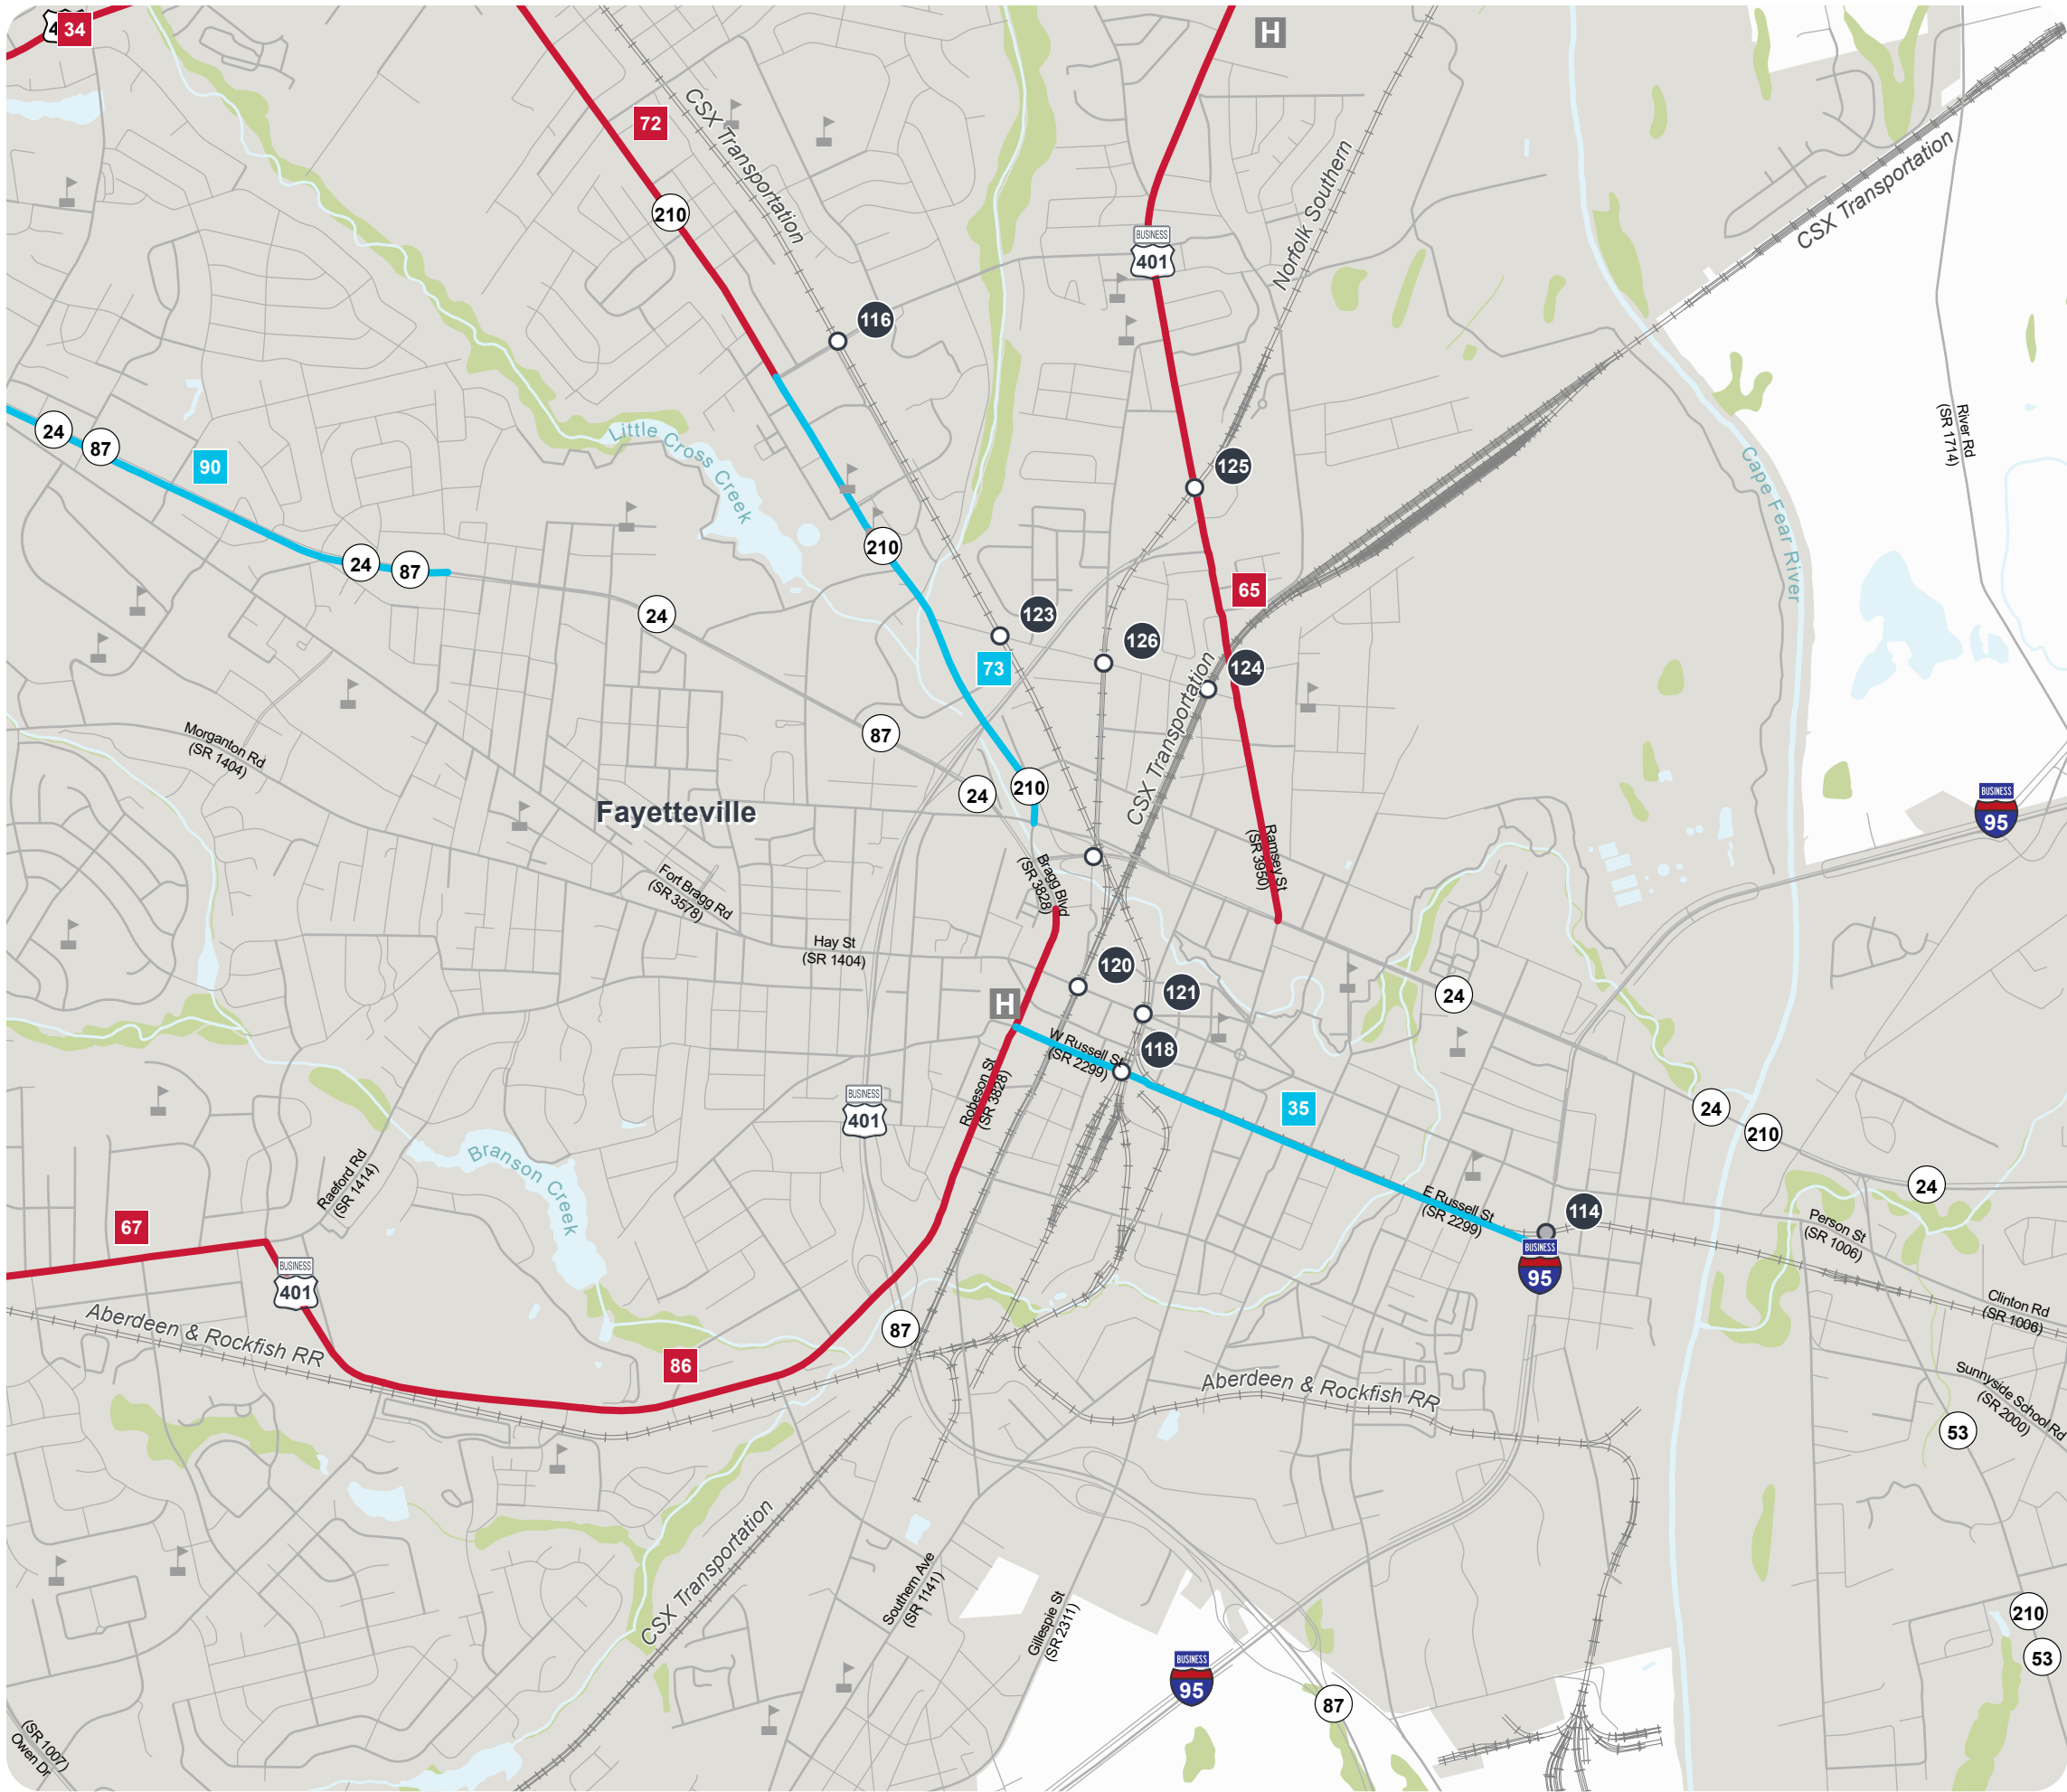 34
H
72
CSX Transportation
210
Norfolk Southern
CSX Transportation
BUSINESS
401
116
24
87
90
Little Cross Creek
125
River Rd
(SR 1714)
Cape Fear River
24
87
210
65
24
123
73
126
124
CSX Transportation
Morganton Rd
(SR 1404)
87
24
210
BUSINESS
95
Fayetteville
Ramsey St
(SR 3950)
Bragg Blvd
(SR 3828)
Fort Bragg Rd
(SR 3578)
Hay St
(SR 1404)
120
121
H
24
W Russell St
(SR 2299)
118
Robeson St
(SR 3828)
BUSINESS
401
35
24
210
Branson Creek
Raeford Rd
(SR 1414)
24
67
E Russell St
(SR 2299)
114
Person St
(SR 1006)
BUSINESS
95
BUSINESS
401
Clinton Rd
(SR 1006)
Aberdeen & Rockfish RR
87
86
Aberdeen & Rockfish RR
Sunnyside School Rd
(SR 2000)
53
CSX Transportation
Southern Ave
(SR 1141)
Gillespie St
(SR 2311)
210
53
BUSINESS
95
87
(SR 1007)
Owen Dr